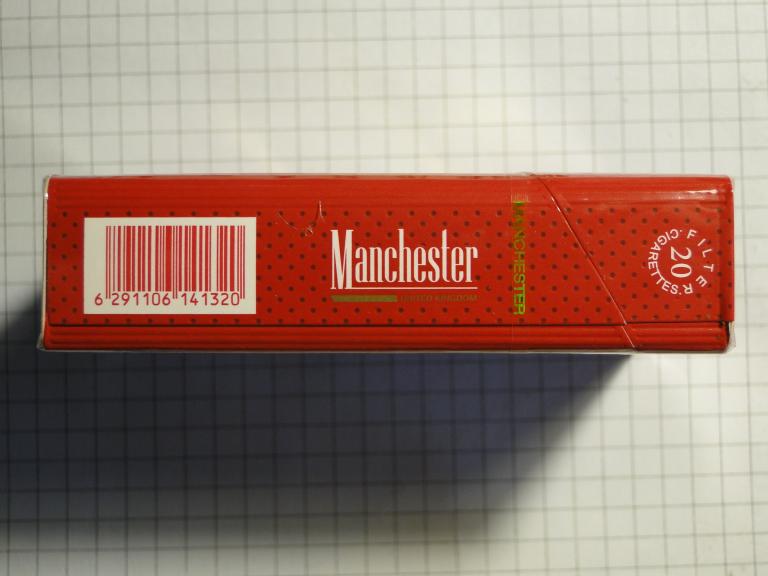 6 291106 141320
Manchester
UNITED KINGDOM
MANCHESTER
FILTER
20
CIGARETTES.